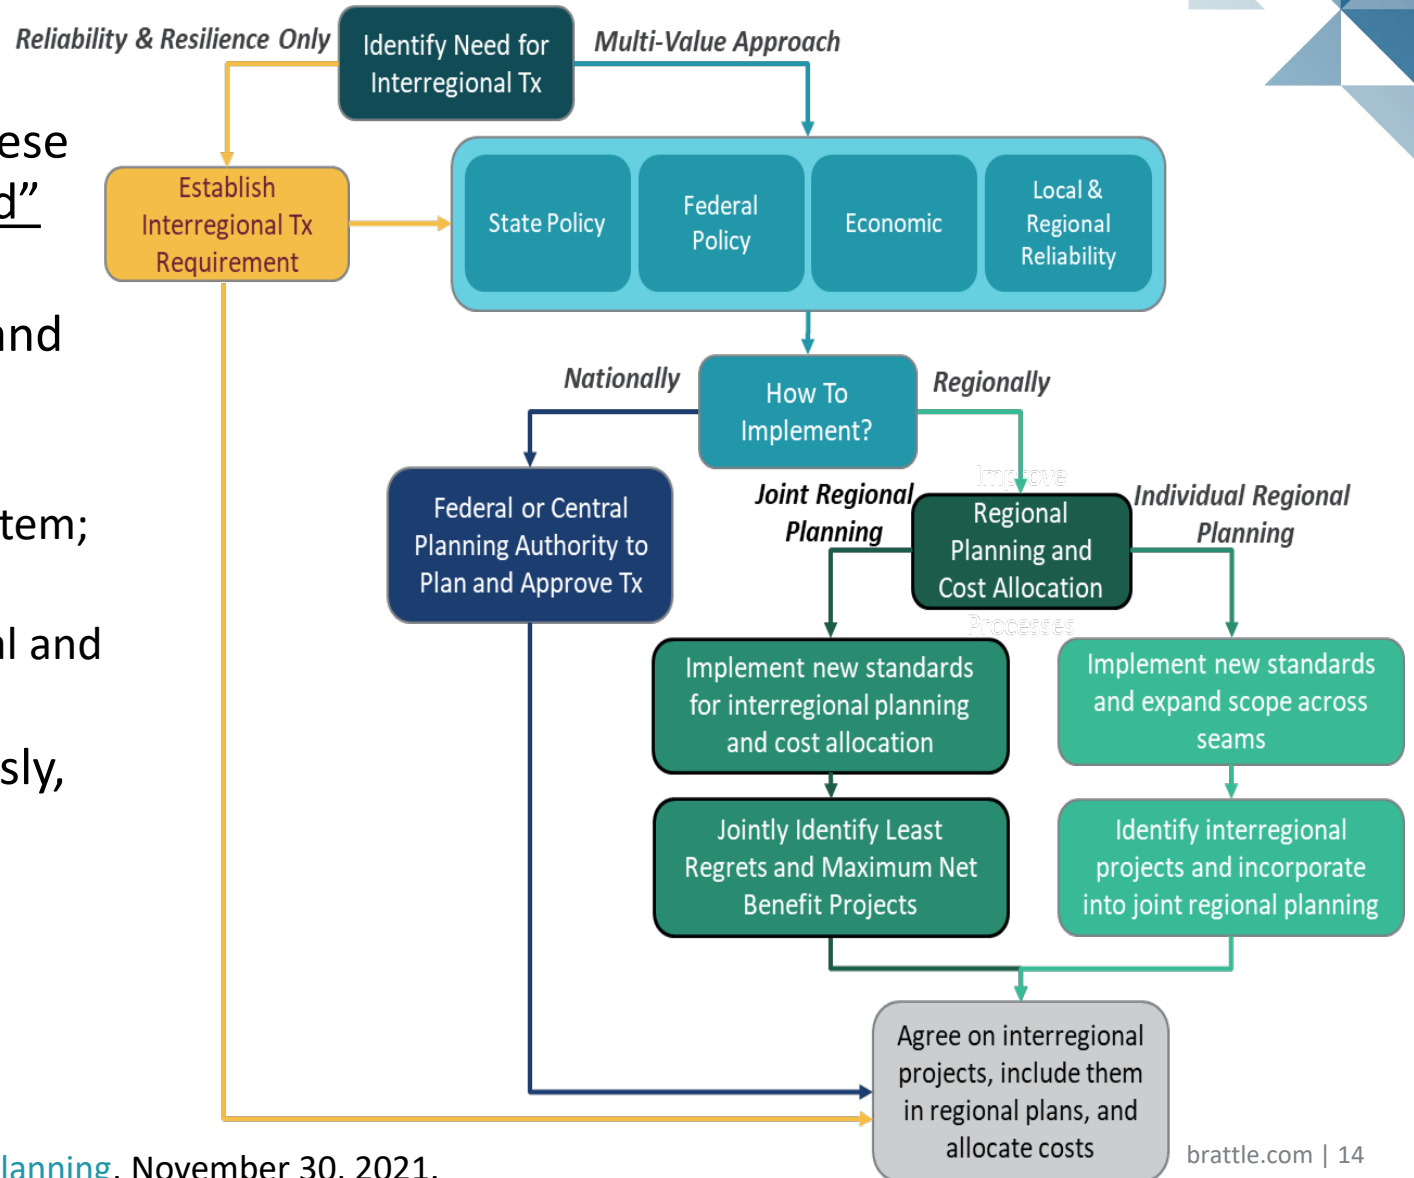 Reliability & Resilience Only
Identify Need for
Interregional Tx
Multi-Value Approach
ese
d”
and
tem;
al and
sly,
Establish
Interregional Tx
Requirement
State Policy
Federal
Policy
Economic
Local &
Regional
Reliability
Nationally
How To
Implement?
Regionally
Federal or Central
Planning Authority to
Plan and Approve Tx
Joint Regional
Planning
Improve
Regional
Planning and
Cost Allocation
Processes
Individual Regional
Planning
Implement new standards
for interregional planning
and cost allocation
Implement new standards
and expand scope across
seams
Jointly Identify Least
Regrets and Maximum Net
Benefit Projects
Identify interregional
projects and incorporate
into joint regional planning
Agree on interregional
projects, include them
in regional plans, and
allocate costs
lanning, November 30, 2021.
brattle.com | 14